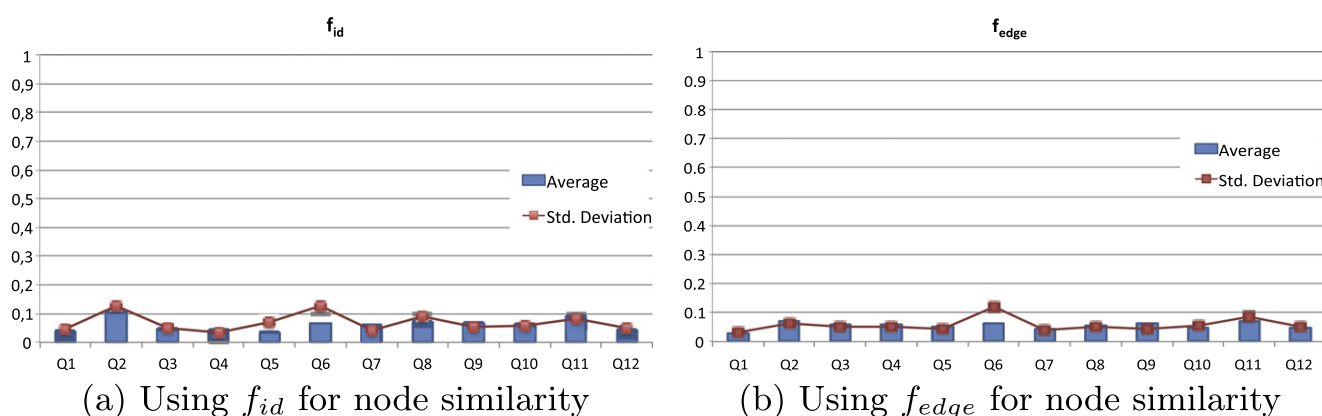 f_id
1
0,9
0,8
0,7
0,6
0,5
0,4
0,3
0,2
0,1
0
Average
Std. Deviation
Q1 Q2 Q3 Q4 Q5 Q6 Q7 Q8 Q9 Q10 Q11 Q12
(a) Using f_id for node similarity
f_edge
1
0.9
0.8
0.7
0.6
0.5
0.4
0.3
0.2
0.1
0
Average
Std. Deviation
Q1 Q2 Q3 Q4 Q5 Q6 Q7 Q8 Q9 Q10 Q11 Q12
(b) Using f_edge for node similarity